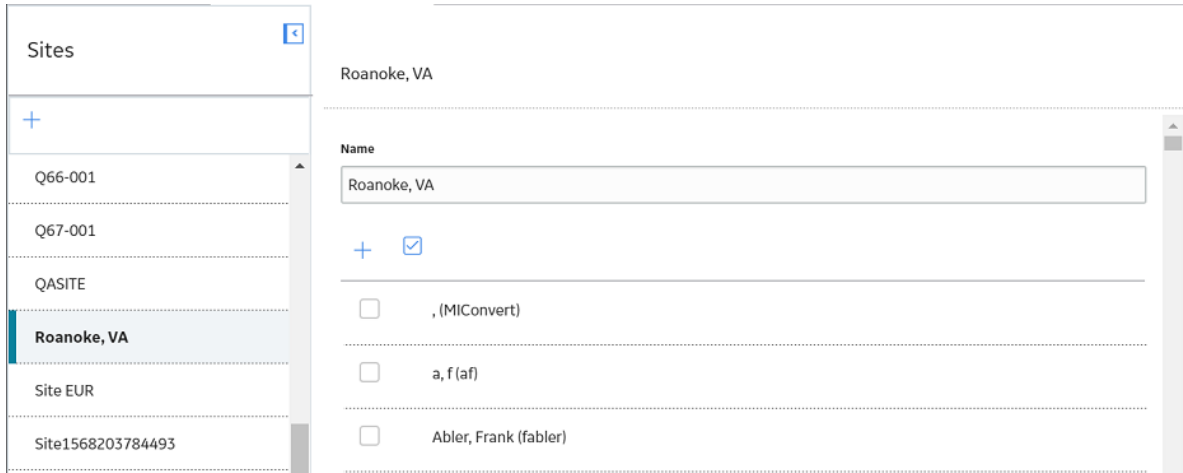 Sites
Q66-001
Q67-001
QASITE
Roanoke, VA
Site EUR
Site1568203784493
Roanoke, VA
Name
Roanoke, VA
, (MIConvert)
a, f (af)
Abler, Frank (fabler)